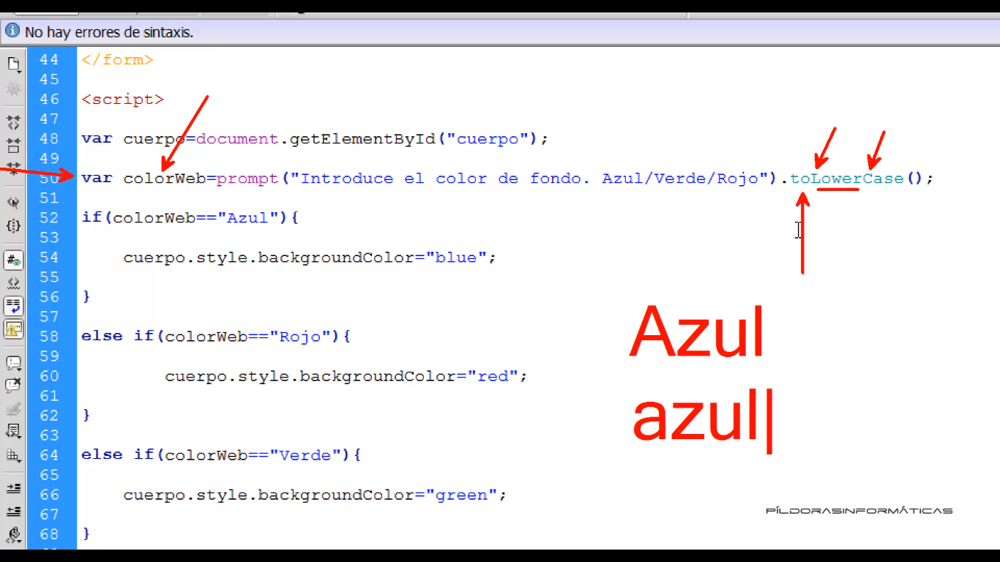 No hay errores de sintaxis.
44 </form>
45
46 <script>
47
48 var cuerpo=document.getElementById("cuerpo");
49
50 var colorWeb=prompt("Introduce el color de fondo. Azul/Verde/Rojo").toLowerCase();
51
52 if(colorWeb=="Azul"){
53
54 cuerpo.style.backgroundColor="blue";
55
56 }
57
58 else if(colorWeb=="Rojo"){
59
60 cuerpo.style.backgroundColor="red";
61
62 }
63
64 else if(colorWeb=="Verde"){
65
66 cuerpo.style.backgroundColor="green";
67
68 }
Azul
azul
PÍLDORASINFORMÁTICAS